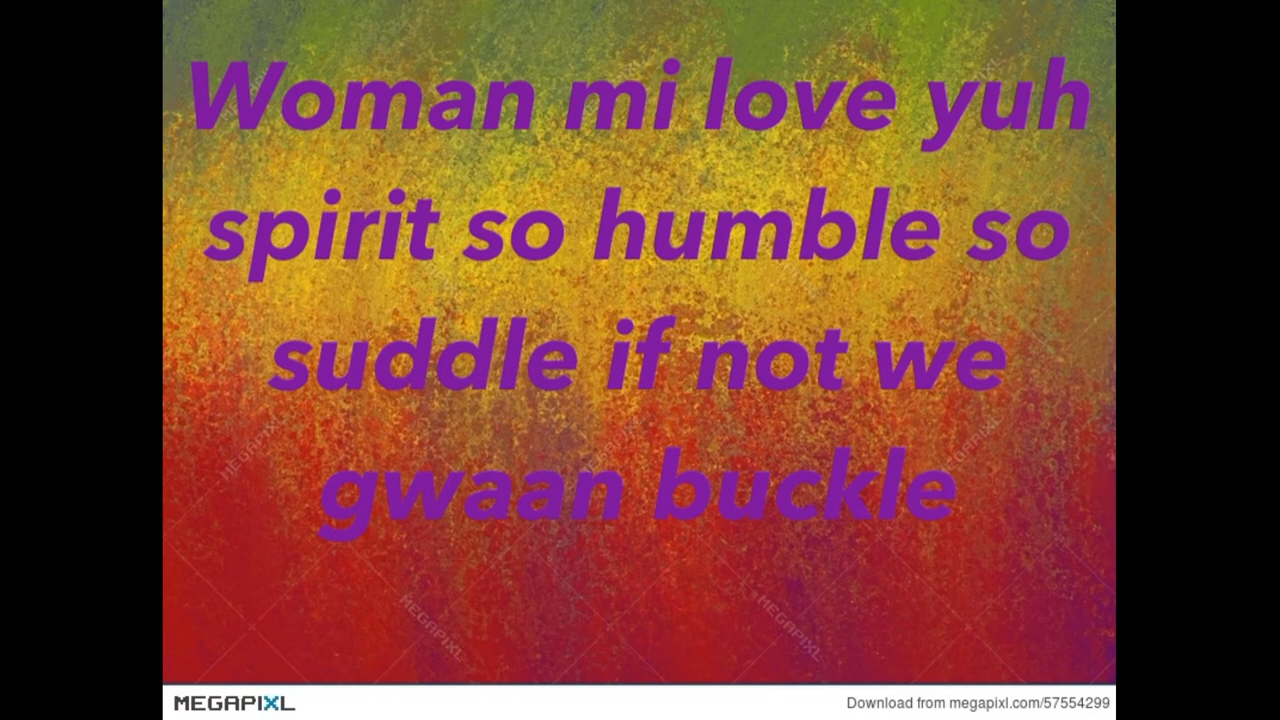 Woman mi love yuh
spirit so humble so
suddle if not we
gwaan buckle
MEGAPIXL
Download from megapixl.com/57554299